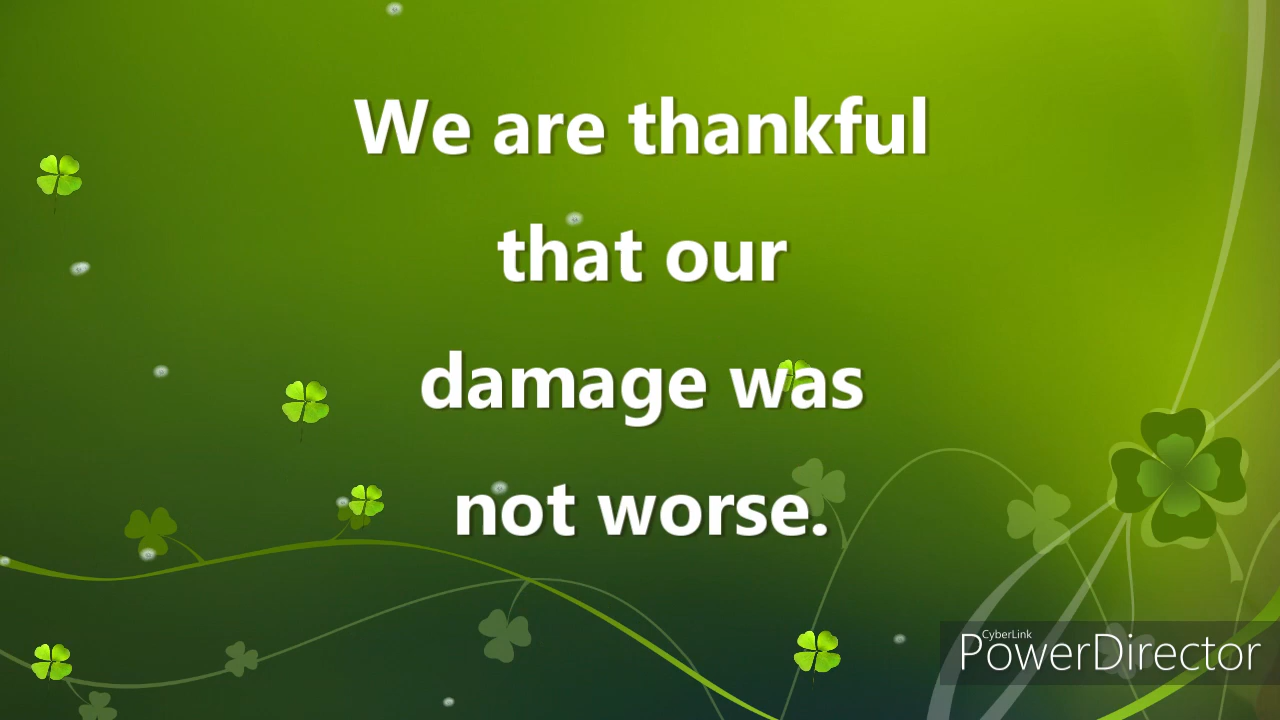 We are thankful
that our
damage was
not worse.
CyberLink
PowerDirector